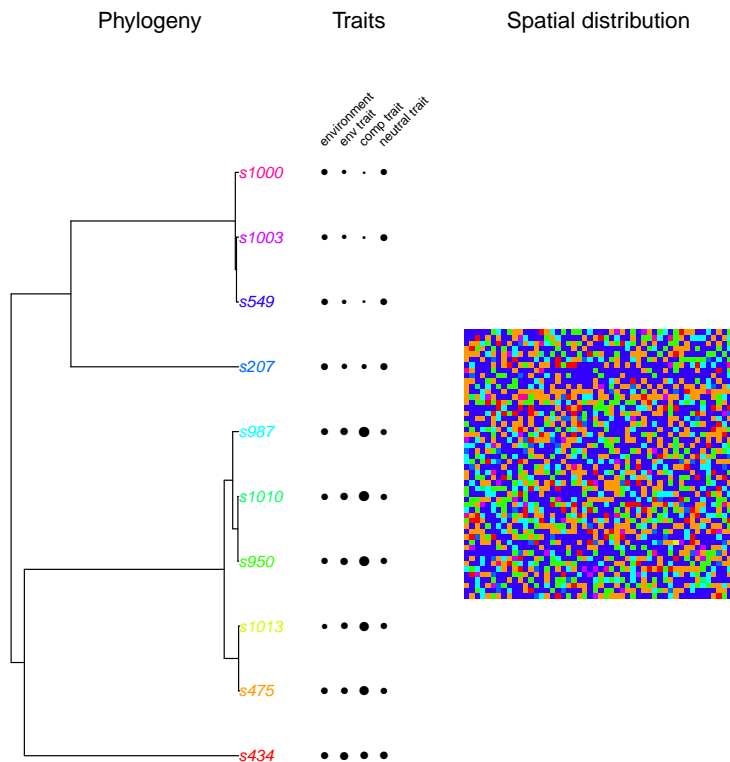 Phylogeny Traits Spatial distribution
environment env trait comp trait neutral trait
s1000
s1003
s549
s207
s987
s1010
s950
s1013
s475
s434